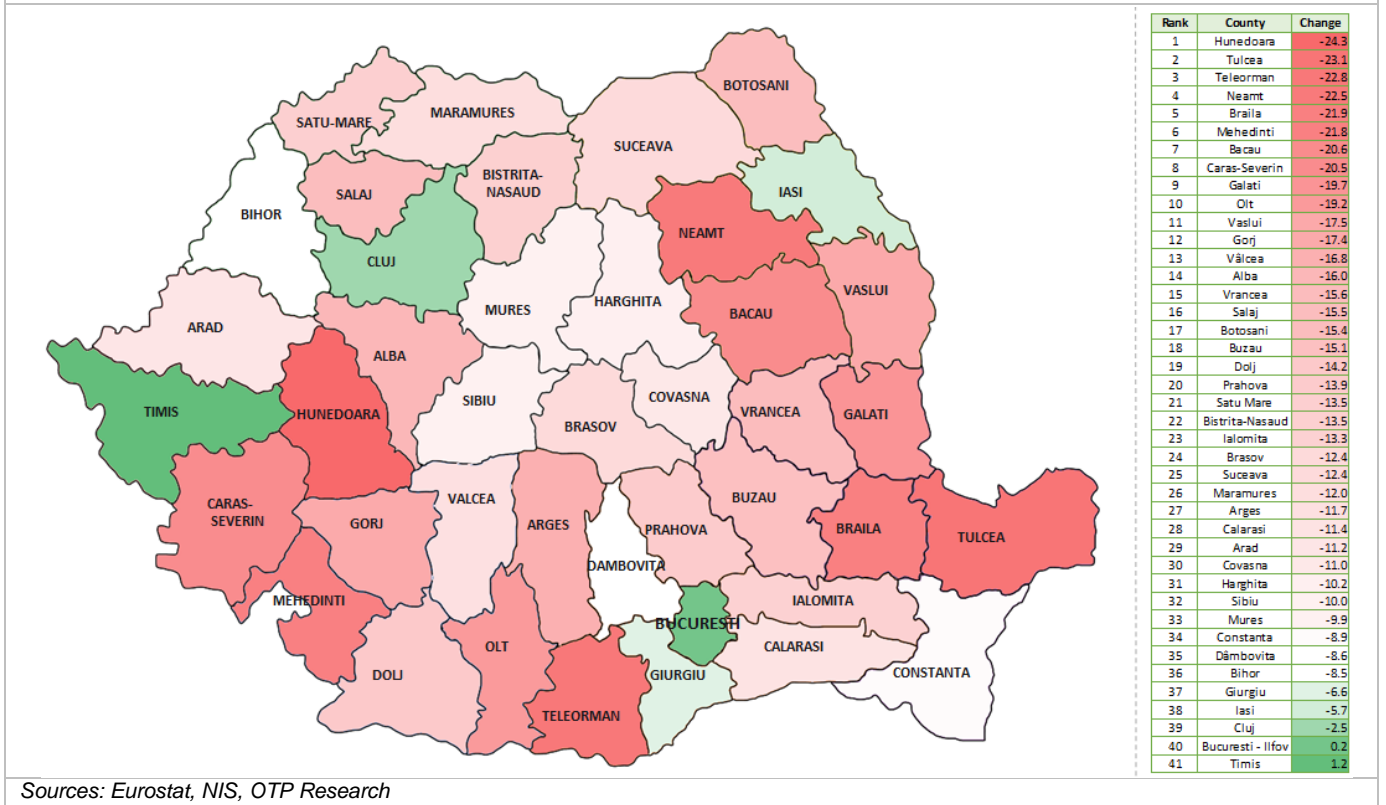 BOTOSANI
MARAMURES
SATU-MARE
SUCEAVA
BISTRITA-
NASAUD
SALAJ
IASI
BIHOR
NEAMT
CLUJ
VASLUI
HARGHITA
MURES
BACAU
ARAD
ALBA
COVASNA
SIBIU
TIMIS
HUNEDOARA
VRANCEA
GALATI
BRASOV
VALCEA
BUZAU
CARAS-
SEVERIN
GORJ
ARGES
PRAHOVA
BRAILA
TULCEA
DAMBOVITA
MEHEDINTI
IALOMITA
BUCURESTI
OLT
CALARASI
DOLJ
GIURGIU
CONSTANTA
TELEORMAN
Rank County Change
1 Hunedoara -24.3
2 Tulcea -23.1
3 Teleorman -22.8
4 Neamt -22.5
5 Braila -21.9
6 Mehedinti -21.8
7 Bacau -20.6
8 Caras-Severin -20.5
9 Galati -19.7
10 Olt -19.2
11 Vaslui -17.5
12 Gorj -17.4
13 Vâlcea -16.8
14 Alba -16.0
15 Vrancea -15.6
16 Salaj -15.5
17 Botosani -15.4
18 Buzau -15.1
19 Dolj -14.2
20 Prahova -13.9
21 Satu Mare -13.5
22 Bistrita-Nasaud -13.5
23 Ialomita -13.3
24 Brasov -12.4
25 Suceava -12.4
26 Maramures -12.0
27 Arges -11.7
28 Calarasi -11.4
29 Arad -11.2
30 Covasna -11.0
31 Harghita -10.2
32 Sibiu -10.0
33 Mures -9.9
34 Constanta -8.9
35 Dâmbovita -8.6
36 Bihor -8.5
37 Giurgiu -6.6
38 Iasi -5.7
39 Cluj -2.5
40 Bucuresti - Ilfov 0.2
41 Timis 1.2
Sources: Eurostat, NIS, OTP Research